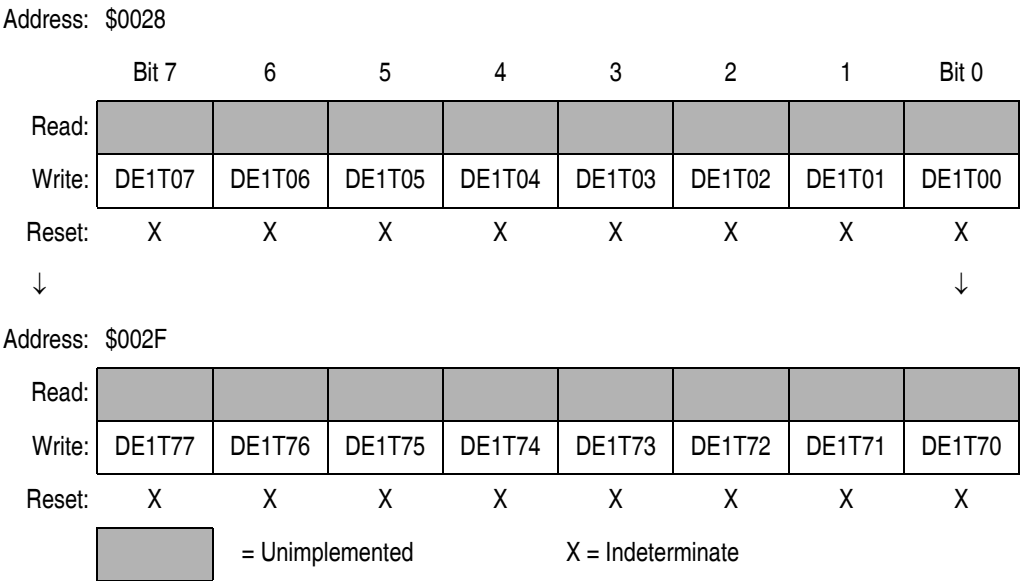 Address: $0028
Bit 7 6 5 4 3 2 1 Bit 0
Read:
Write: DE1T07 DE1T06 DE1T05 DE1T04 DE1T03 DE1T02 DE1T01 DE1T00
Reset: X X X X X X X X
↓ ↓
Address: $002F
Read:
Write: DE1T77 DE1T76 DE1T75 DE1T74 DE1T73 DE1T72 DE1T71 DE1T70
Reset: X X X X X X X X
= Unimplemented X = Indeterminate